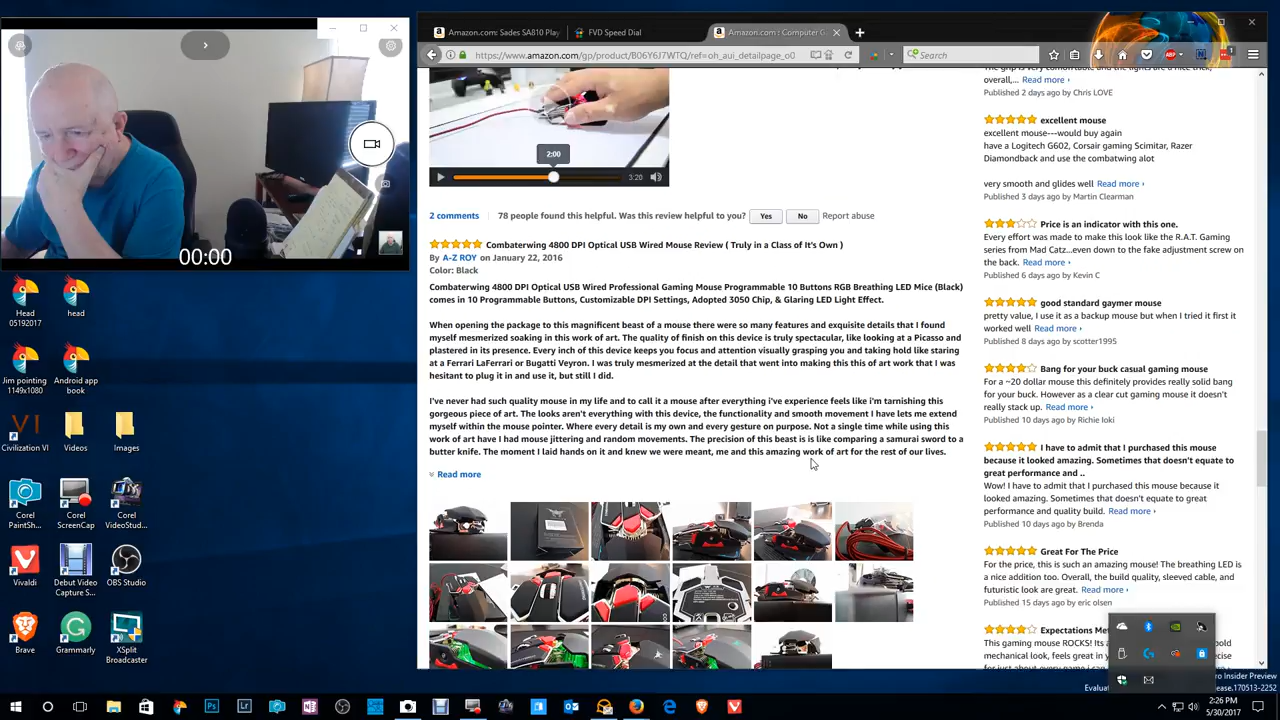 Amazon.com: Sades SA810 Play
FVD Speed Dial
Amazon.com : Computer G
https://www.amazon.com/gp/product/B06Y6J7WTQ/ref=oh_aui_detailpage_o0
Search
2:00
3:20
2 comments
78 people found this helpful. Was this review helpful to you?
Yes
No
Report abuse
Combaterwing 4800 DPI Optical USB Wired Mouse Review ( Truly in a Class of It's Own )
By A-Z ROY on January 22, 2016
Color: Black
Combaterwing 4800 DPI Optical USB Wired Professional Gaming Mouse Programmable 10 Buttons RGB Breathing LED Mice (Black)
comes in 10 Programmable Buttons, Customizable DPI Settings, Adopted 3050 Chip, & Glaring LED Light Effect.
When opening the package to this magnificent beast of a mouse there were so many features and exquisite details that I found
myself mesmerized soaking in this work of art. The quality of finish on this device is truly spectacular, like looking at a Picasso and
plastered in its presence. Every inch of this device keeps you focus and attention visually grasping you and taking hold like staring
at a Ferrari LaFerrari or Bugatti Veyron. I was truly mesmerized at the detail that went into making this this of art work that I was
hesitant to plug it in and use it, but still I did.
I've never had such quality mouse in my life and to call it a mouse after everything i've experience feels like i'm tarnishing this
gorgeous piece of art. The looks aren't everything with this device, the functionality and smooth movement I have lets me extend
myself within the mouse pointer. Where every detail is my own and every gesture on purpose. Not a single time while using this
work of art have I had mouse jittering and random movements. The precision of this beast is is like comparing a samurai sword to a
butter knife. The moment I laid hands on it and knew we were meant, me and this amazing work of art for the rest of our lives.
Read more
overall,... Read more ›
Published 2 days ago by Chris LOVE
excellent mouse
excellent mouse---would buy again
have a Logitech G602, Corsair gaming Scimitar, Razer
Diamondback and use the combatwing alot
very smooth and glides well Read more ›
Published 3 days ago by Martin Clearman
Price is an indicator with this one.
Every effort was made to make this look like the R.A.T. Gaming
series from Mad Catz...even down to the fake adjustment screw on
the back. Read more ›
Published 6 days ago by Kevin C
good standard gaymer mouse
pretty value, I use it as a backup mouse but when I tried it first it
worked well Read more ›
Published 8 days ago by scotter1995
Bang for your buck casual gaming mouse
For a ~20 dollar mouse this definitely provides really solid bang
for your buck. However as a clear cut gaming mouse it doesn't
really stack up. Read more ›
Published 10 days ago by Richie Ioki
I have to admit that I purchased this mouse
because it looked amazing. Sometimes that doesn't equate to
great performance and ..
Wow! I have to admit that I purchased this mouse because it
looked amazing. Sometimes that doesn't equate to great
performance and quality build. Read more ›
Published 10 days ago by Brenda
Great For The Price
For the price, this is such an amazing mouse! The breathing LED is
a nice addition too. Overall, the build quality, sleeved cable, and
futuristic look are great. Read more ›
Published 15 days ago by eric olsen
Expectations Me
This gaming mouse ROCKS! Its a
mechanical look, feels great in y
00:00
Head
05192017
head
Jim pointing
1149x1080
Android app
book
Civilization VI
Videos
Images
Corel
PaintSh...
Corel
ScreenCap
Corel
VideoStud...
Vivaldi
Debut Video
Capture S...
OBS Studio
Brave
Grammarly
XSplit
Broadcaster
ro Insider Preview
Evaluat
ease.170513-2252
2:26 PM
5/30/2017